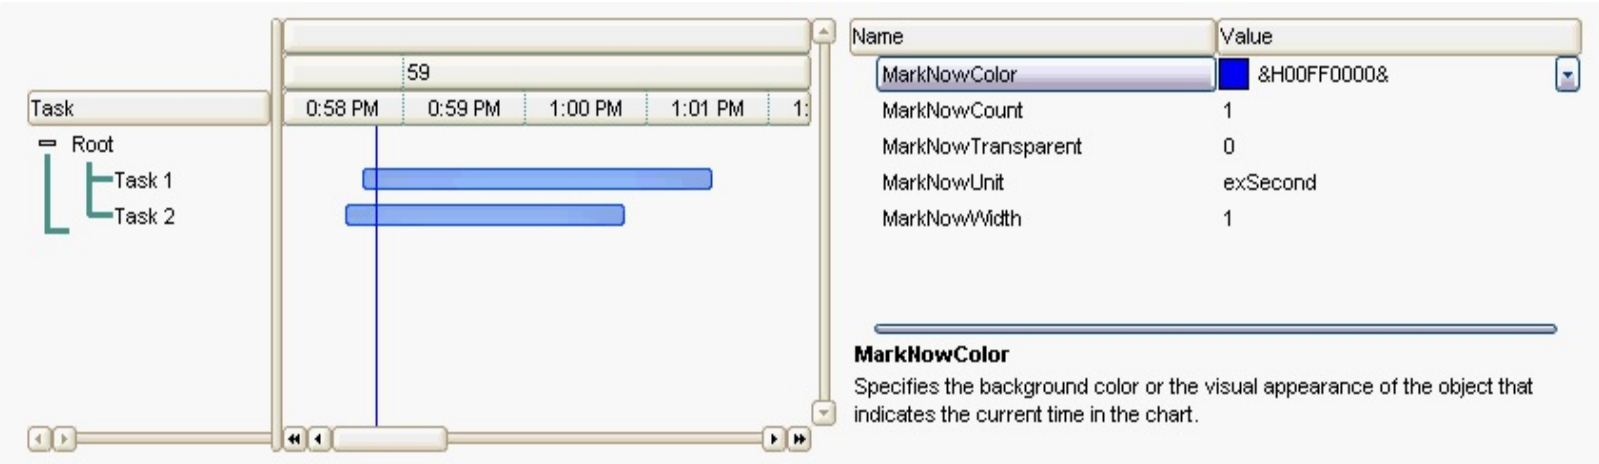 59
Task
0:58 PM 0:59 PM 1:00 PM 1:01 PM 1:
Root
Task 1
Task 2
Name Value
MarkNowColor &H00FF0000&
MarkNowCount 1
MarkNowTransparent 0
MarkNowUnit exSecond
MarkNowWidth 1
MarkNowColor
Specifies the background color or the visual appearance of the object that
indicates the current time in the chart.